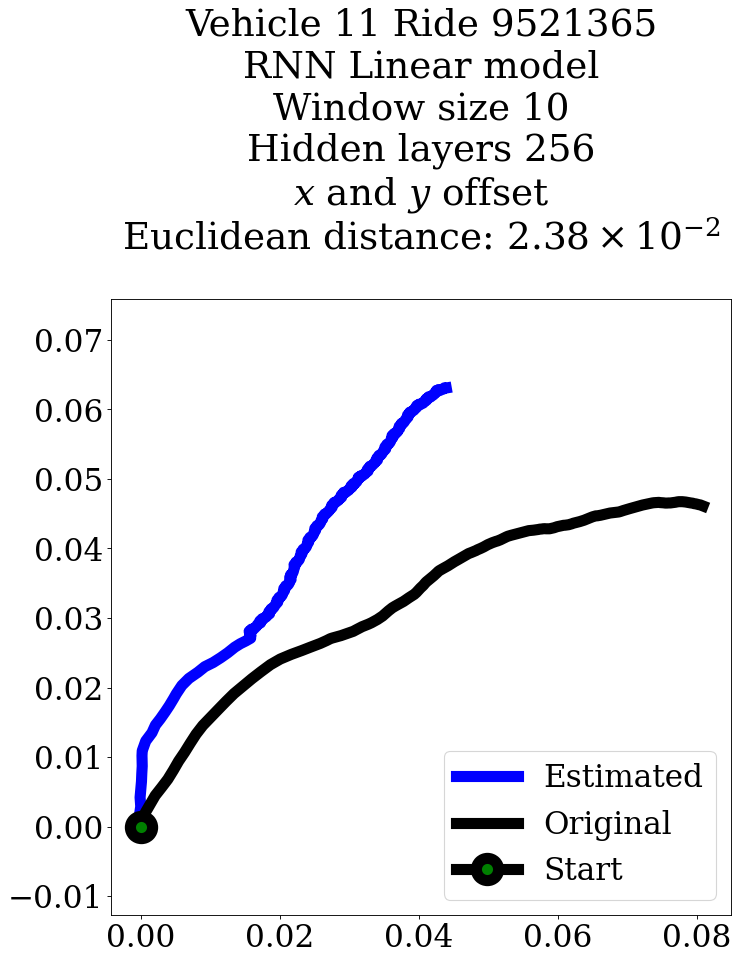 Vehicle 11 Ride 9521365
RNN Linear model
Window size 10
Hidden layers 256
x and y offset
Euclidean distance: 2.38 × 10⁻²
0.07
0.06
0.05
0.04
0.03
0.02
0.01
0.00
−0.01
Estimated
Original
Start
0.00 0.02 0.04 0.06 0.08